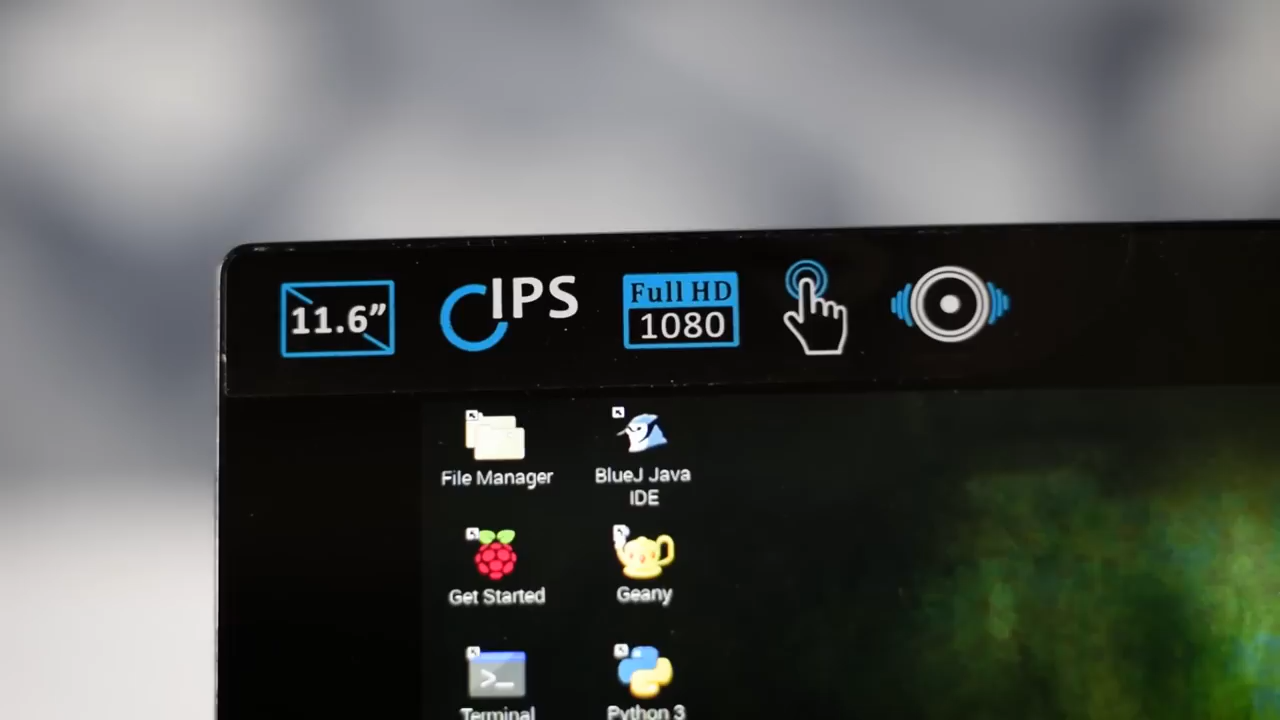 11.6”
IPS
Full HD
1080
File Manager
BlueJ Java
IDE
Get Started
Geany
>_
Terminal
Python 3